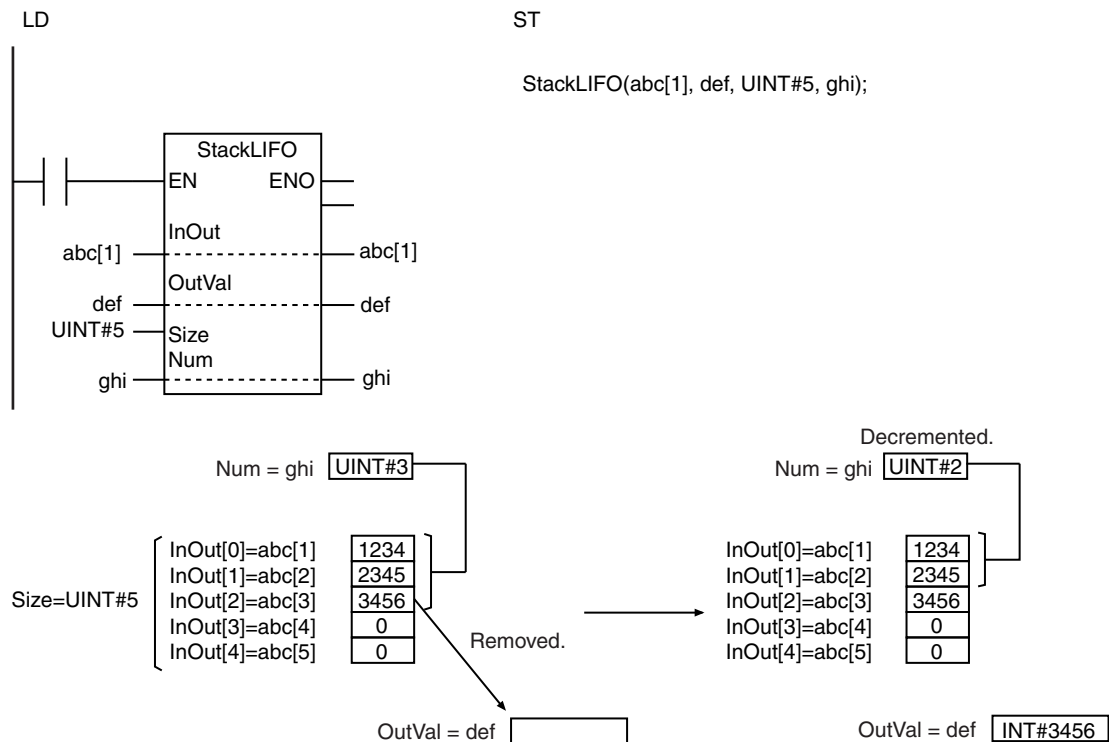 LD
ST
StackLIFO(abc[1], def, UINT#5, ghi);
StackLIFO
EN ENO
InOut
abc[1] abc[1]
OutVal
def def
UINT#5 Size
Num
ghi ghi
Num = ghi UINT#3
Decremented.
Num = ghi UINT#2
Size=UINT#5
InOut[0]=abc[1] 1234
InOut[1]=abc[2] 2345
InOut[2]=abc[3] 3456
InOut[3]=abc[4] 0
InOut[4]=abc[5] 0
Removed.
OutVal = def
InOut[0]=abc[1] 1234
InOut[1]=abc[2] 2345
InOut[2]=abc[3] 3456
InOut[3]=abc[4] 0
InOut[4]=abc[5] 0
OutVal = def INT#3456